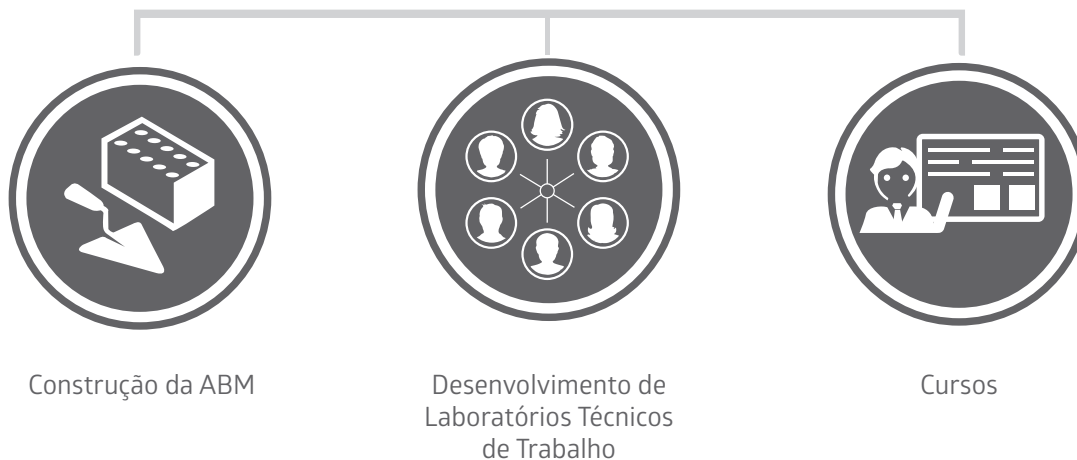 Construção da ABM
Desenvolvimento de
Laboratórios Técnicos
de Trabalho
Cursos